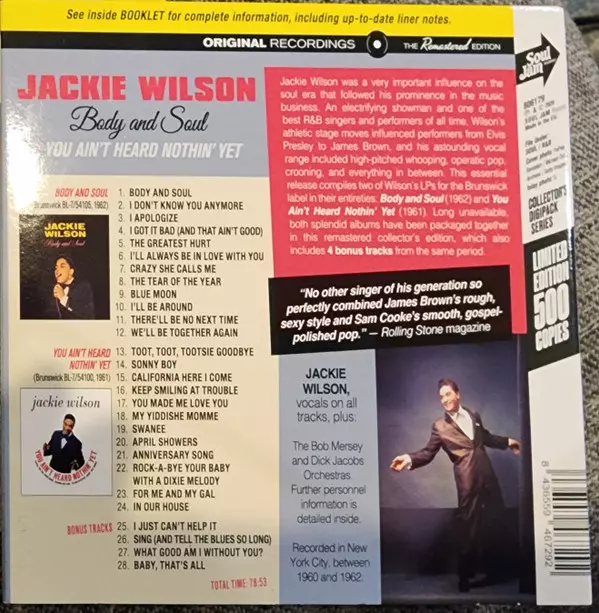 See inside BOOKLET for complete information, including up-to-date liner notes.
ORIGINAL RECORDINGS
THE Remastered EDITION
Soul Jam
JACKIE WILSON
Body and Soul
YOU AIN'T HEARD NOTHIN' YET
BODY AND SOUL
(Brunswick BL-7/54105, 1962)
JACKIE
WILSON
Body and Soul
1. BODY AND SOUL
2. I DON'T KNOW YOU ANYMORE
3. I APOLOGIZE
4. I GOT IT BAD (AND THAT AIN'T GOOD)
5. THE GREATEST HURT
6. I'LL ALWAYS BE IN LOVE WITH YOU
7. CRAZY SHE CALLS ME
8. THE TEAR OF THE YEAR
9. BLUE MOON
10. I'LL BE AROUND
11. THERE'LL BE NO NEXT TIME
12. WE'LL BE TOGETHER AGAIN
YOU AIN'T HEARD
NOTHIN' YET
(Brunswick BL-7/54100, 1961)
jackie wilson
YOU AIN'T HEARD NOTHIN' YET
13. TOOT, TOOT, TOOTSIE GOODBYE
14. SONNY BOY
15. CALIFORNIA HERE I COME
16. KEEP SMILING AT TROUBLE
17. YOU MADE ME LOVE YOU
18. MY YIDDISHE MOMME
19. SWANEE
20. APRIL SHOWERS
21. ANNIVERSARY SONG
22. ROCK-A-BYE YOUR BABY
WITH A DIXIE MELODY
23. FOR ME AND MY GAL
24. IN OUR HOUSE
BONUS TRACKS
25. I JUST CAN'T HELP IT
26. SING (AND TELL THE BLUES SO LONG)
27. WHAT GOOD AM I WITHOUT YOU?
28. BABY, THAT'S ALL
TOTAL TIME: 78:53
Jackie Wilson was a very important influence on the
soul era that followed his prominence in the music
business. An electrifying showman and one of the
best R&B singers and performers of all time, Wilson's
athletic stage moves influenced performers from Elvis
Presley to James Brown, and his astounding vocal
range included high-pitched whooping, operatic pop,
crooning, and everything in between. This essential
release compiles two of Wilson's LPs for the Brunswick
label in their entireties: Body and Soul (1962) and You
Ain't Heard Nothin' Yet (1961). Long unavailable,
both splendid albums have been packaged together
in this remastered collector's edition, which also
includes 4 bonus tracks from the same period.
"No other singer of his generation so
perfectly combined James Brown's rough,
sexy style and Sam Cooke's smooth, gospel-
polished pop." — Rolling Stone magazine
JACKIE
WILSON,
vocals on all
tracks, plus:
The Bob Mersey
and Dick Jacobs
Orchestras.
Further personnel
information is
detailed inside.
Recorded in
New York City, between
1960 and 1962.
806179
Made in the EU
File Under:
SOUL / R&B
COLLECTOR'S
DIGIPACK
SERIES
LIMITED
EDITION
500
COPIES
8 436559 467292